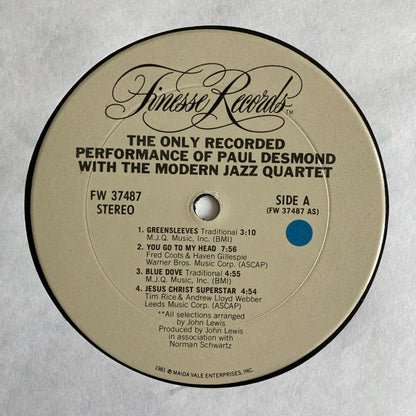 Finesse Records TM
THE ONLY RECORDED
PERFORMANCE OF PAUL DESMOND
WITH THE MODERN JAZZ QUARTET
FW 37487
STEREO
SIDE A
(FW 37487 AS)
1. GREENSLEEVES Traditional 3:10
M.J.Q. Music, Inc. (BMI)
2. YOU GO TO MY HEAD 7:56
Fred Coots & Haven Gillespie
Warner Bros. Music Corp. (ASCAP)
3. BLUE DOVE Traditional 4:55
M.J.Q. Music, Inc. (BMI)
4. JESUS CHRIST SUPERSTAR 4:54
Tim Rice & Andrew Lloyd Webber
Leeds Music Corp. (ASCAP)
**All selections arranged
by John Lewis
Produced by John Lewis
in association with
Norman Schwartz
1981 ℗ MAIDA VALE ENTERPRISES, INC.